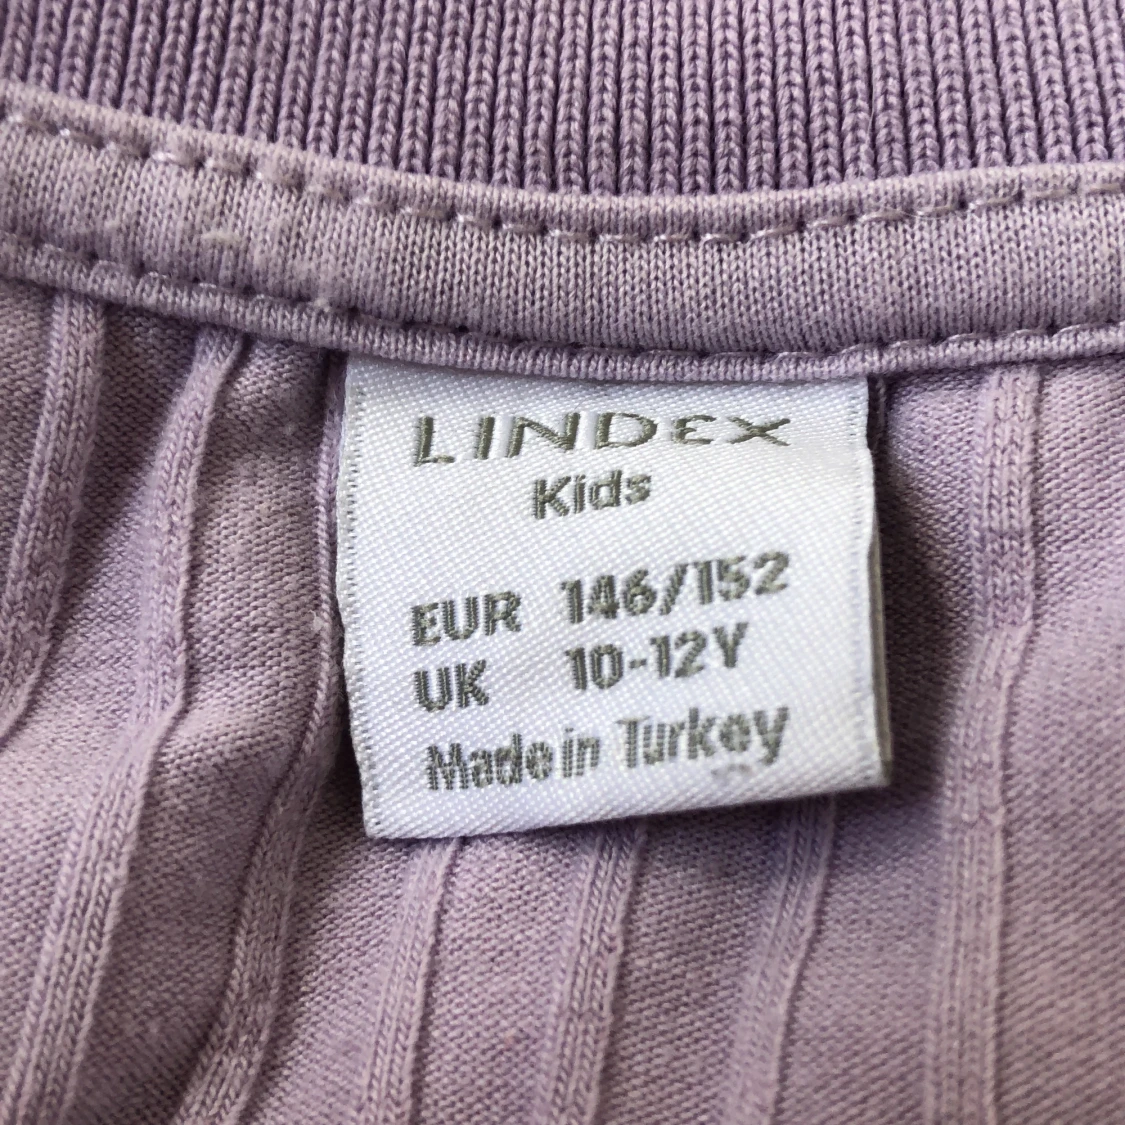 LINDEX
Kids
EUR 146/152
UK 10-12Y
Made in Turkey